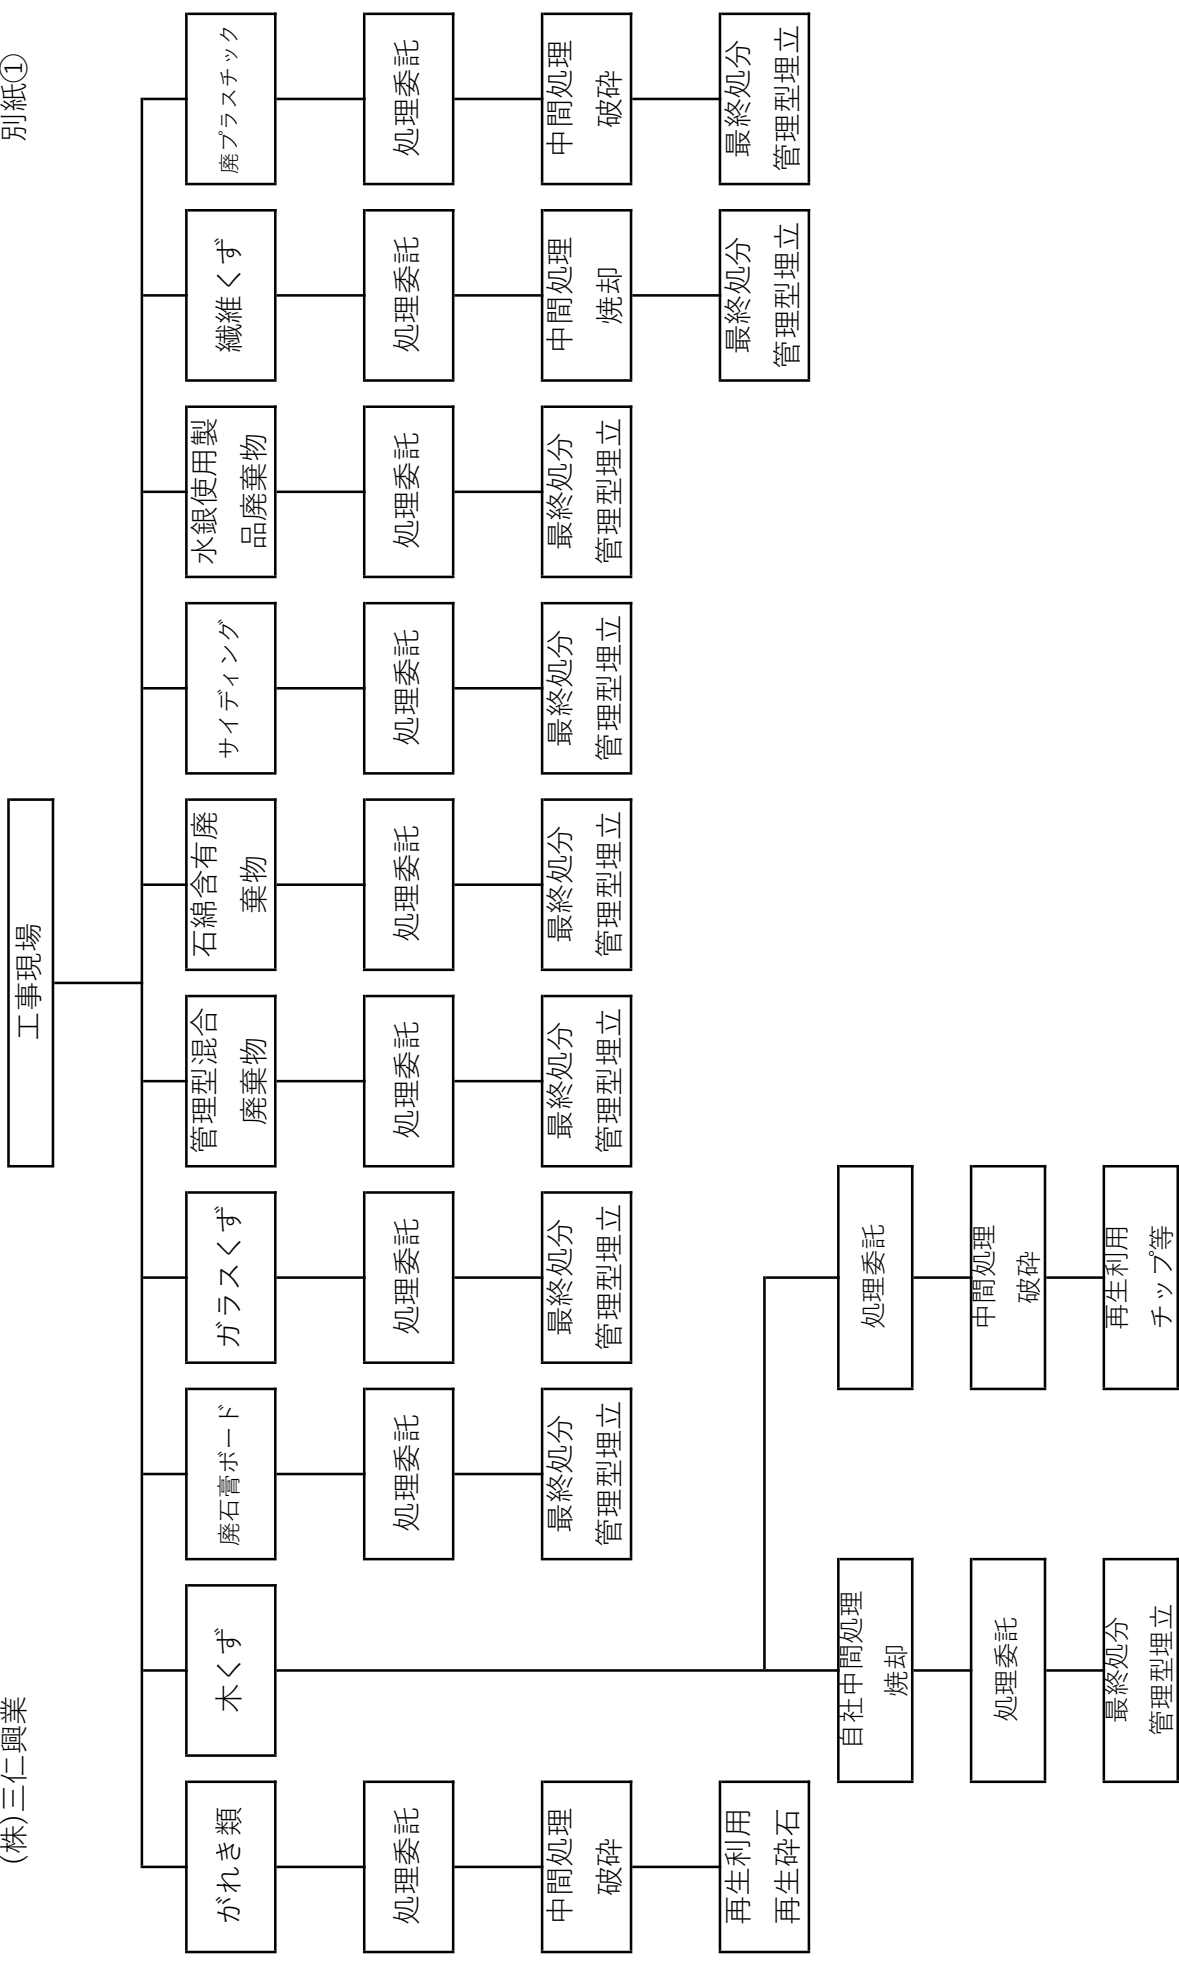 (株)三仁興業
別紙①
工事現場
がれき類
木くず
廃石膏ボード
ガラスくず
管理型混合
廃棄物
石綿含有廃
棄物
サイディング
水銀使用製
品廃棄物
繊維くず
廃プラスチック
処理委託
処理委託
処理委託
処理委託
処理委託
処理委託
処理委託
処理委託
処理委託
中間処理
破砕
最終処分
管理型埋立
最終処分
管理型埋立
最終処分
管理型埋立
最終処分
管理型埋立
最終処分
管理型埋立
最終処分
管理型埋立
中間処理
焼却
中間処理
破砕
再生利用
再生砕石
最終処分
管理型埋立
最終処分
管理型埋立
自社中間処理
焼却
処理委託
処理委託
中間処理
破砕
最終処分
管理型埋立
再生利用
チップ等